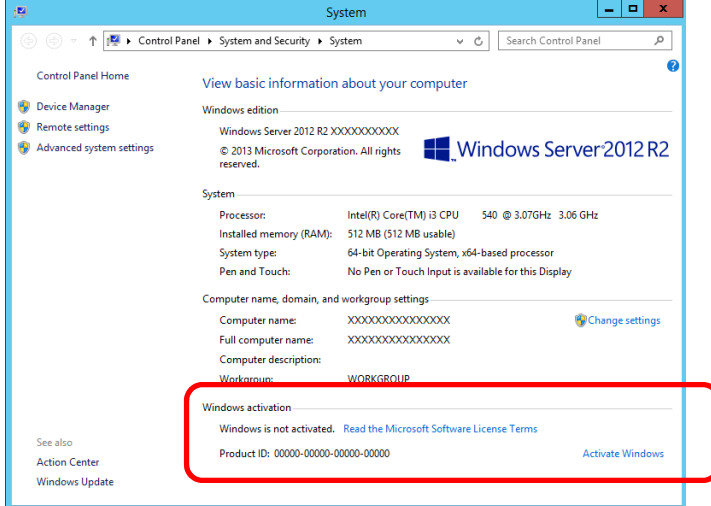 System
Control Panel System and Security System
Search Control Panel
Control Panel Home
Device Manager
Remote settings
Advanced system settings
View basic information about your computer
Windows edition
Windows Server 2012 R2 XXXXXXXXXX
© 2013 Microsoft Corporation. All rights
reserved.
Windows Server 2012 R2
System
Processor: Intel(R) Core(TM) i3 CPU 540 @ 3.07GHz 3.06 GHz
Installed memory (RAM): 512 MB (512 MB usable)
System type: 64-bit Operating System, x64-based processor
Pen and Touch: No Pen or Touch Input is available for this Display
Computer name, domain, and workgroup settings
Computer name: XXXXXXXXXXXXXXX Change settings
Full computer name: XXXXXXXXXXXXXXX
Computer description:
Workgroup: WORKGROUP
Windows activation
Windows is not activated. Read the Microsoft Software License Terms
Product ID: 00000-00000-00000-00000 Activate Windows
See also
Action Center
Windows Update